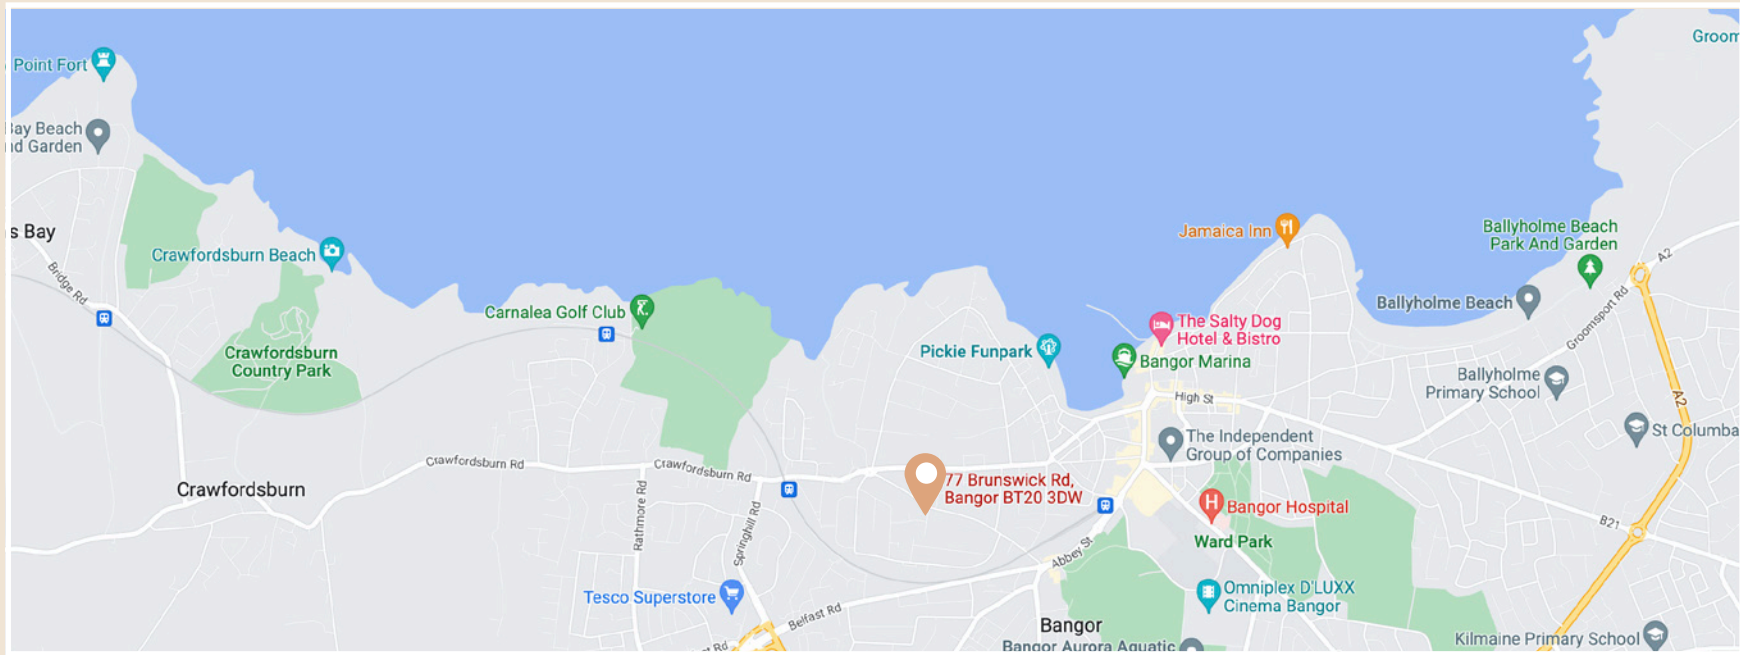 Groom
Point Fort
Bay Beach
nd Garden
s Bay
Bridge Rd
Crawfordsburn Beach
Crawfordsburn
Country Park
Crawfordsburn
Carnalea Golf Club
Crawfordsburn Rd
Crawfordsburn Rd
Rathmore Rd
Springhill Rd
Tesco Superstore
Belfast Rd
st Rd
Pickie Funpark
77 Brunswick Rd,
Bangor BT20 3DW
Abbey St
Bangor
Bangor Aurora Aquatic
Jamaica Inn
The Salty Dog
Hotel & Bistro
Bangor Marina
High St
The Independent
Group of Companies
Bangor Hospital
Ward Park
Omniplex D'LUXX
Cinema Bangor
Ballyholme Beach
Park And Garden
Ballyholme Beach
Groomsport Rd
A2
Ballyholme
Primary School
A2
St Columba
B21
Kilmaine Primary School